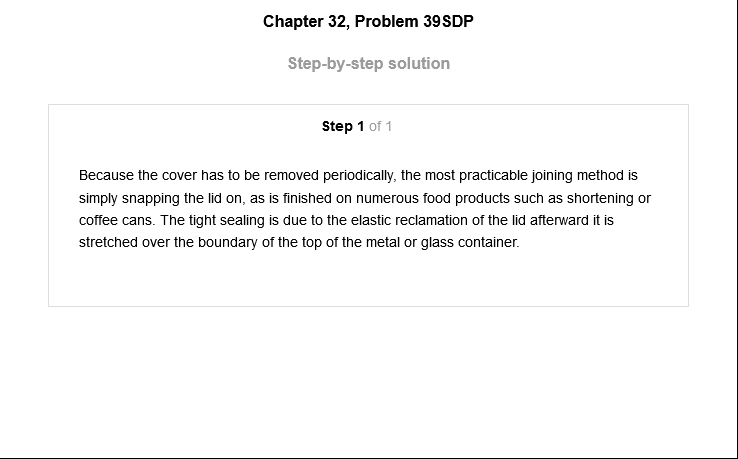 Chapter 32, Problem 39SDP
Step-by-step solution
Step 1 of 1
Because the cover has to be removed periodically, the most practicable joining method is
simply snapping the lid on, as is finished on numerous food products such as shortening or
coffee cans. The tight sealing is due to the elastic reclamation of the lid afterward it is
stretched over the boundary of the top of the metal or glass container.